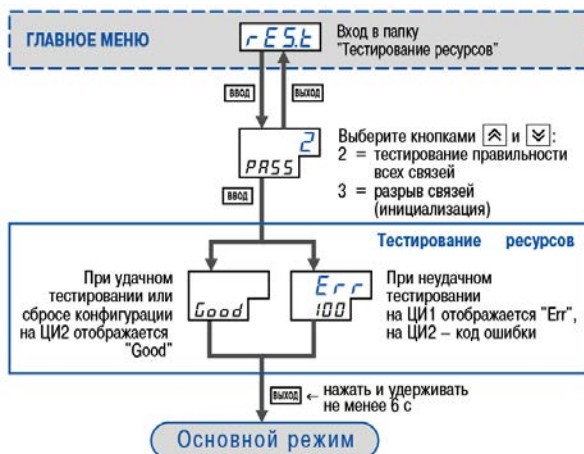 ГЛАВНОЕ МЕНЮ
rES.t
Вход в папку
"Тестирование ресурсов"
ВВОД
ВЫХОД
2
PASS
Выберите кнопками и :
2 = тестирование правильности
всех связей
3 = разрыв связей
(инициализация)
ВВОД
Тестирование ресурсов
При удачном
тестировании или
сбросе конфигурации
на ЦИ2 отображается
"Good"
Good
Err
100
При неудачном
тестировании
на ЦИ1 отображается "Err",
на ЦИ2 – код ошибки
ВЫХОД ← нажать и удерживать
не менее 6 с
Основной режим